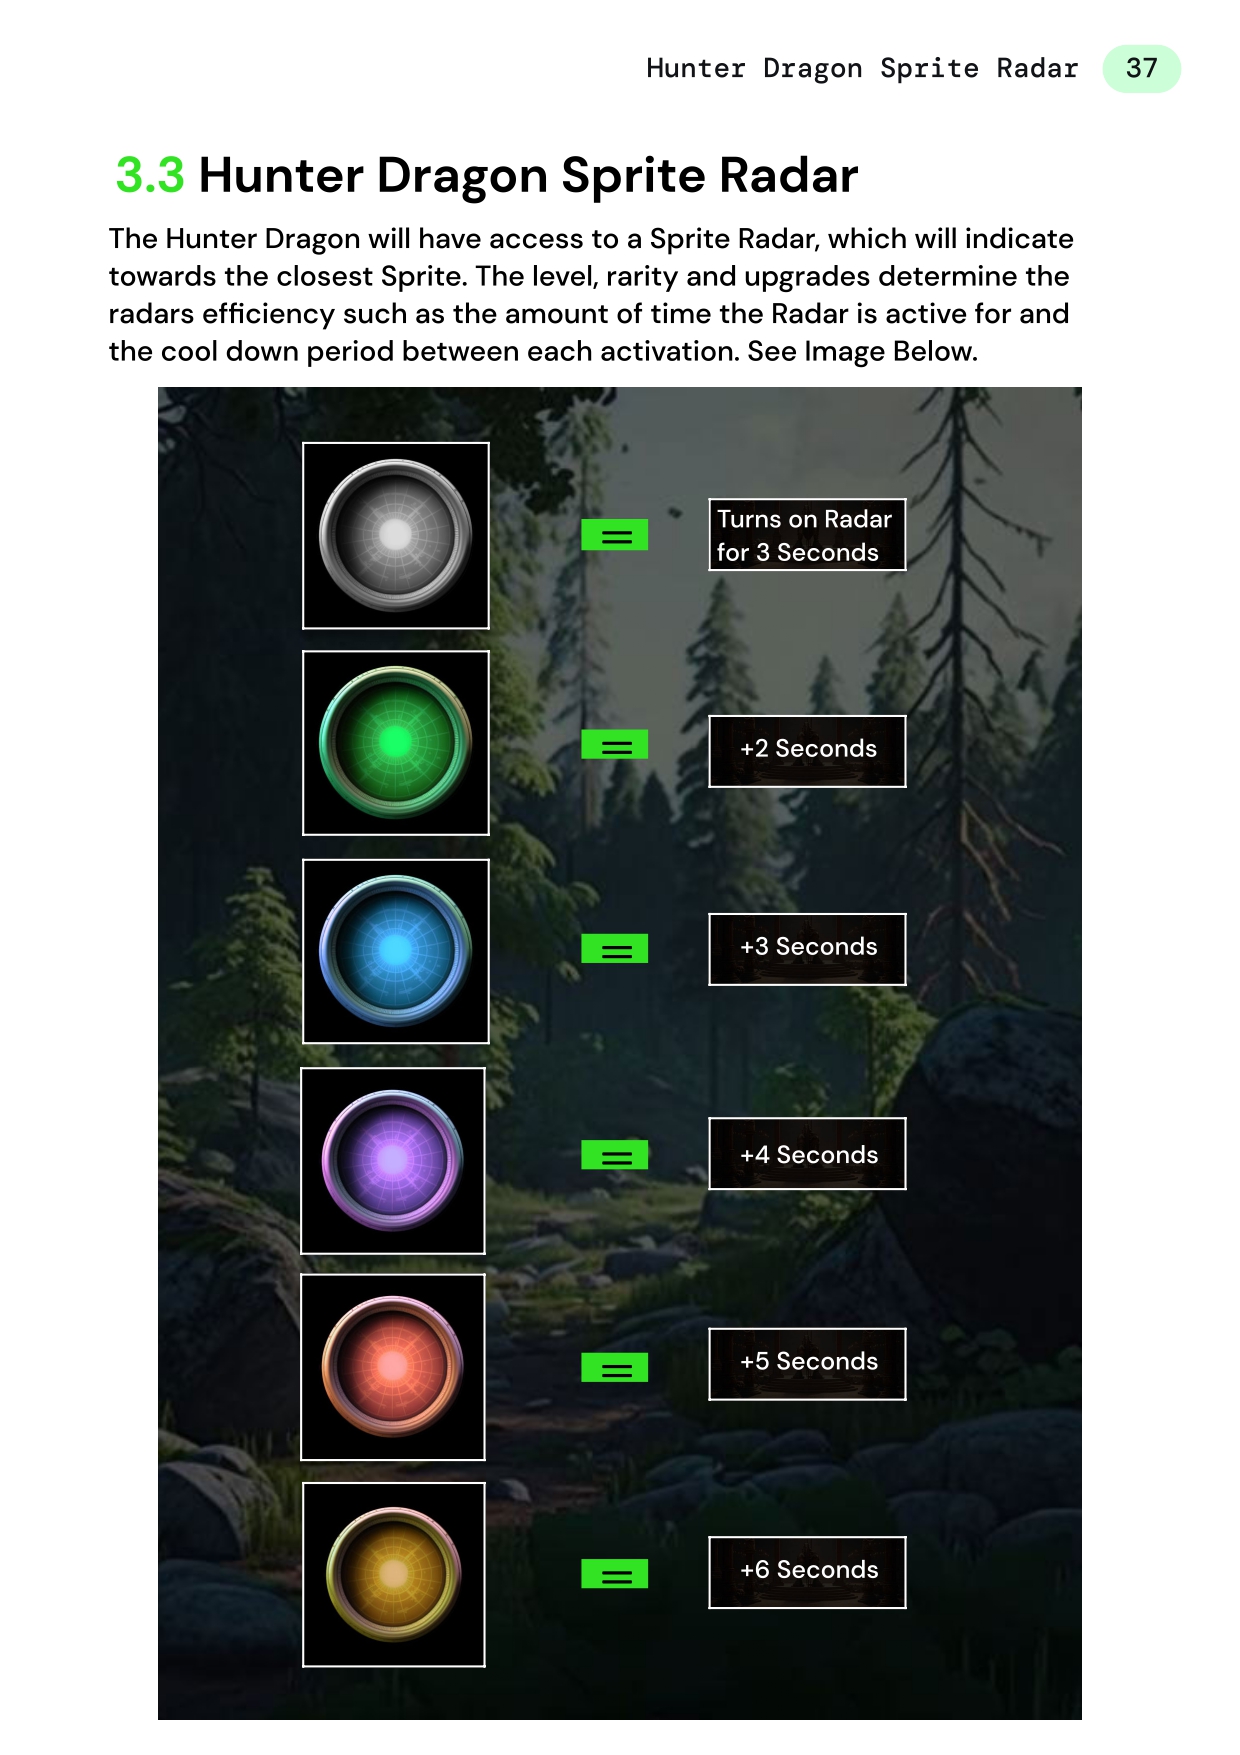 Hunter Dragon Sprite Radar 37
3.3 Hunter Dragon Sprite Radar
The Hunter Dragon will have access to a Sprite Radar, which will indicate
towards the closest Sprite. The level, rarity and upgrades determine the
radars efficiency such as the amount of time the Radar is active for and
the cool down period between each activation. See Image Below.
=
Turns on Radar
for 3 Seconds
=
+2 Seconds
=
+3 Seconds
=
+4 Seconds
=
+5 Seconds
=
+6 Seconds